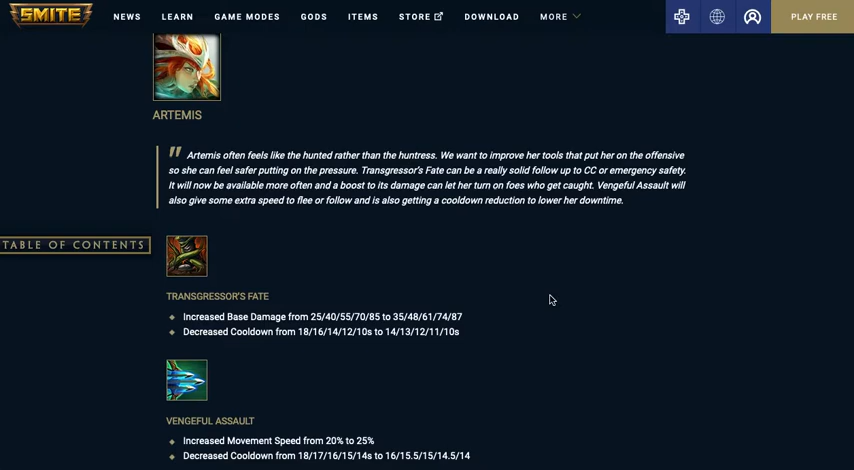 SMITE NEWS LEARN GAME MODES GODS ITEMS STORE DOWNLOAD MORE PLAY FREE
ARTEMIS
" Artemis often feels like the hunted rather than the huntress. We want to improve her tools that put her on the offensive
so she can feel safer putting on the pressure. Transgressor's Fate can be a really solid follow up to CC or emergency safety.
It will now be available more often and a boost to its damage can let her turn on foes who get caught. Vengeful Assault will
also give some extra speed to flee or follow and is also getting a cooldown reduction to lower her downtime.
TABLE OF CONTENTS
TRANSGRESSOR'S FATE
Increased Base Damage from 25/40/55/70/85 to 35/48/61/74/87
Decreased Cooldown from 18/16/14/12/10s to 14/13/12/11/10s
VENGEFUL ASSAULT
Increased Movement Speed from 20% to 25%
Decreased Cooldown from 18/17/16/15/14s to 16/15.5/15/14.5/14